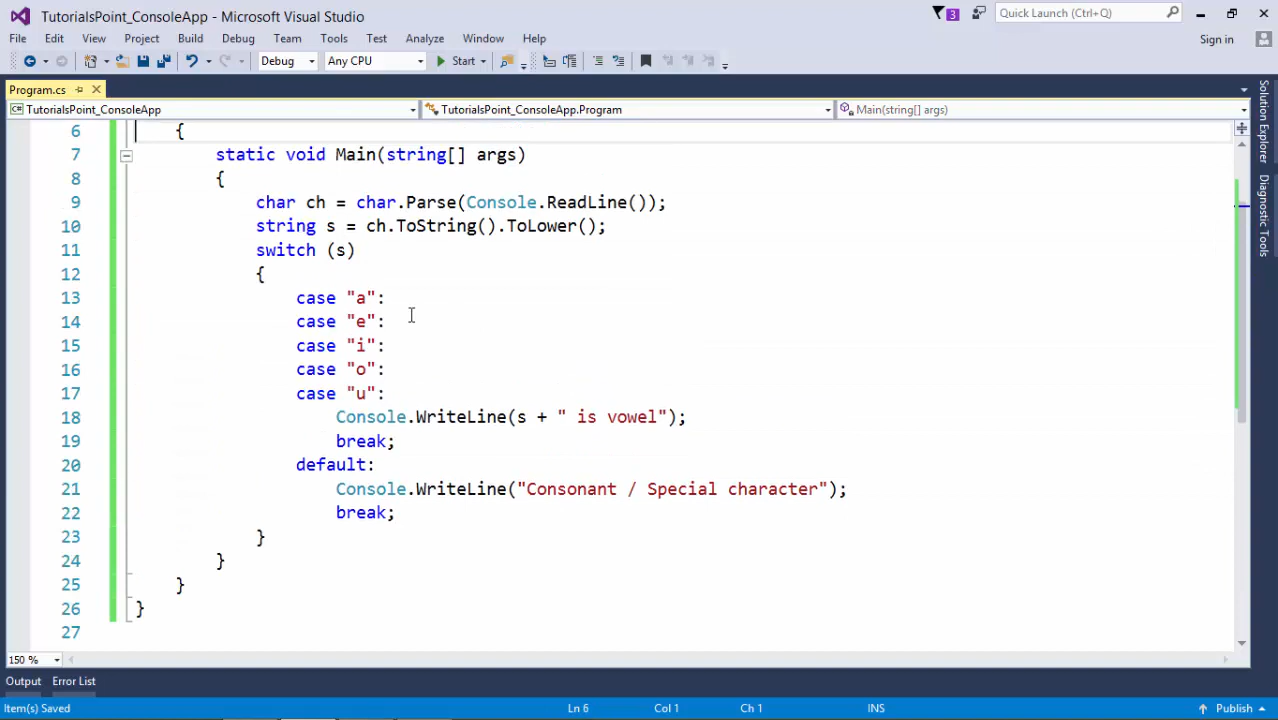 TutorialsPoint_ConsoleApp - Microsoft Visual Studio
3
Quick Launch (Ctrl+Q)
File Edit View Project Build Debug Team Tools Test Analyze Window Help
Sign in
Debug Any CPU Start
Program.cs
TutorialsPoint_ConsoleApp TutorialsPoint_ConsoleApp.Program Main(string[] args)
6 {
7 static void Main(string[] args)
8 {
9 char ch = char.Parse(Console.ReadLine());
10 string s = ch.ToString().ToLower();
11 switch (s)
12 {
13 case "a":
14 case "e":
15 case "i":
16 case "o":
17 case "u":
18 Console.WriteLine(s + " is vowel");
19 break;
20 default:
21 Console.WriteLine("Consonant / Special character");
22 break;
23 }
24 }
25 }
26 }
27
150 %
Solution Explorer
Diagnostic Tools
Output Error List
Item(s) Saved Ln 6 Col 1 Ch 1 INS Publish